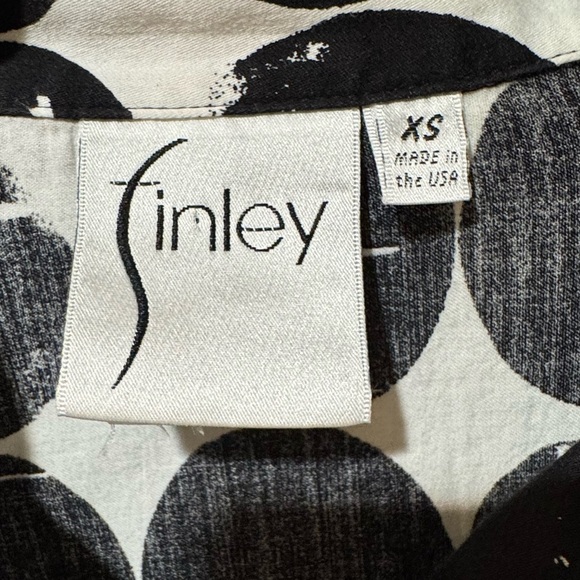 finley
XS
MADE in
the USA